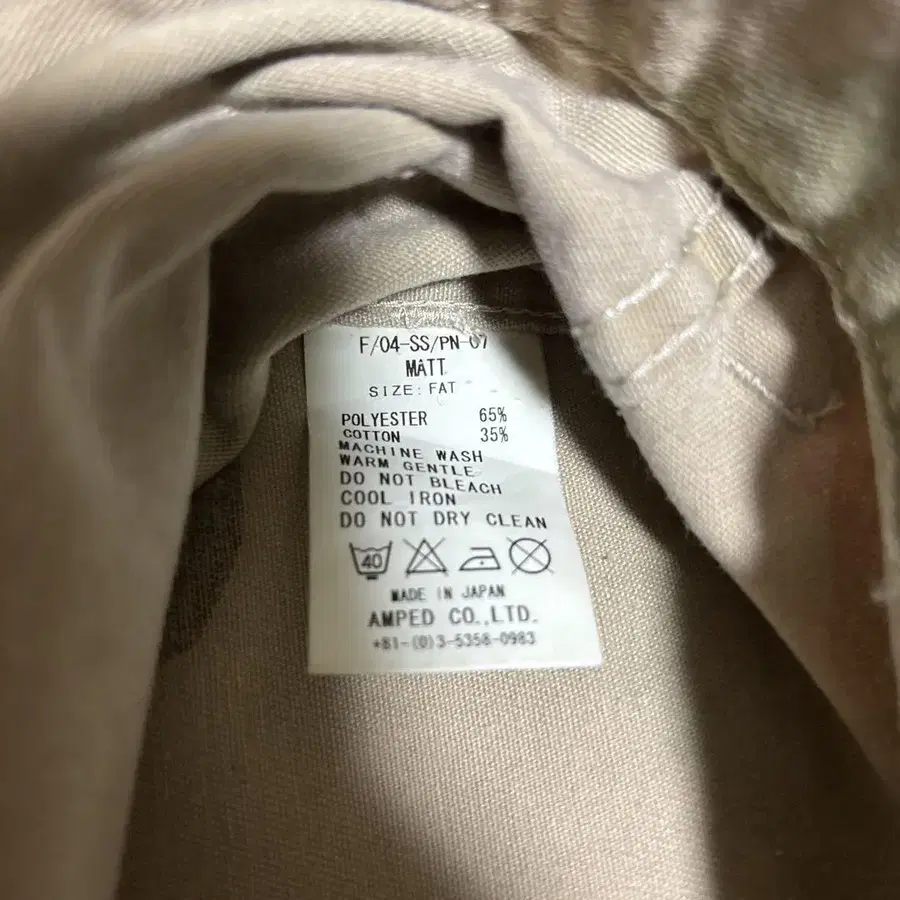 F/04-SS/PN-07
MATT
SIZE: FAT
POLYESTER 65%
COTTON 35%
MACHINE WASH
WARM GENTLE
DO NOT BLEACH
COOL IRON
DO NOT DRY CLEAN
40
MADE IN JAPAN
AMPED CO.,LTD.
+81-(0)3-5358-0983